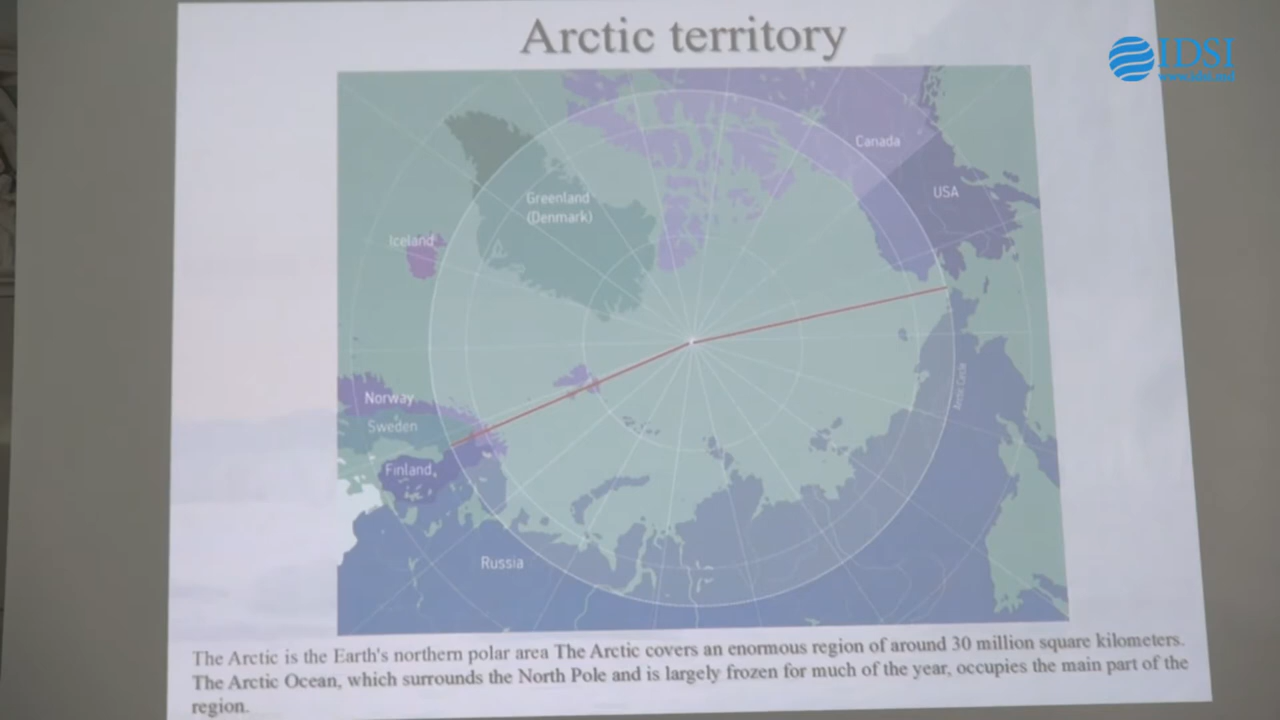 Arctic territory
IDSI
Canada
USA
Greenland
(Denmark)
Iceland
Arctic Circle
Norway
Sweden
Finland
Russia
The Arctic is the Earth's northern polar area The Arctic covers an enormous region of around 30 million square kilometers.
The Arctic Ocean, which surrounds the North Pole and is largely frozen for much of the year, occupies the main part of the
region.